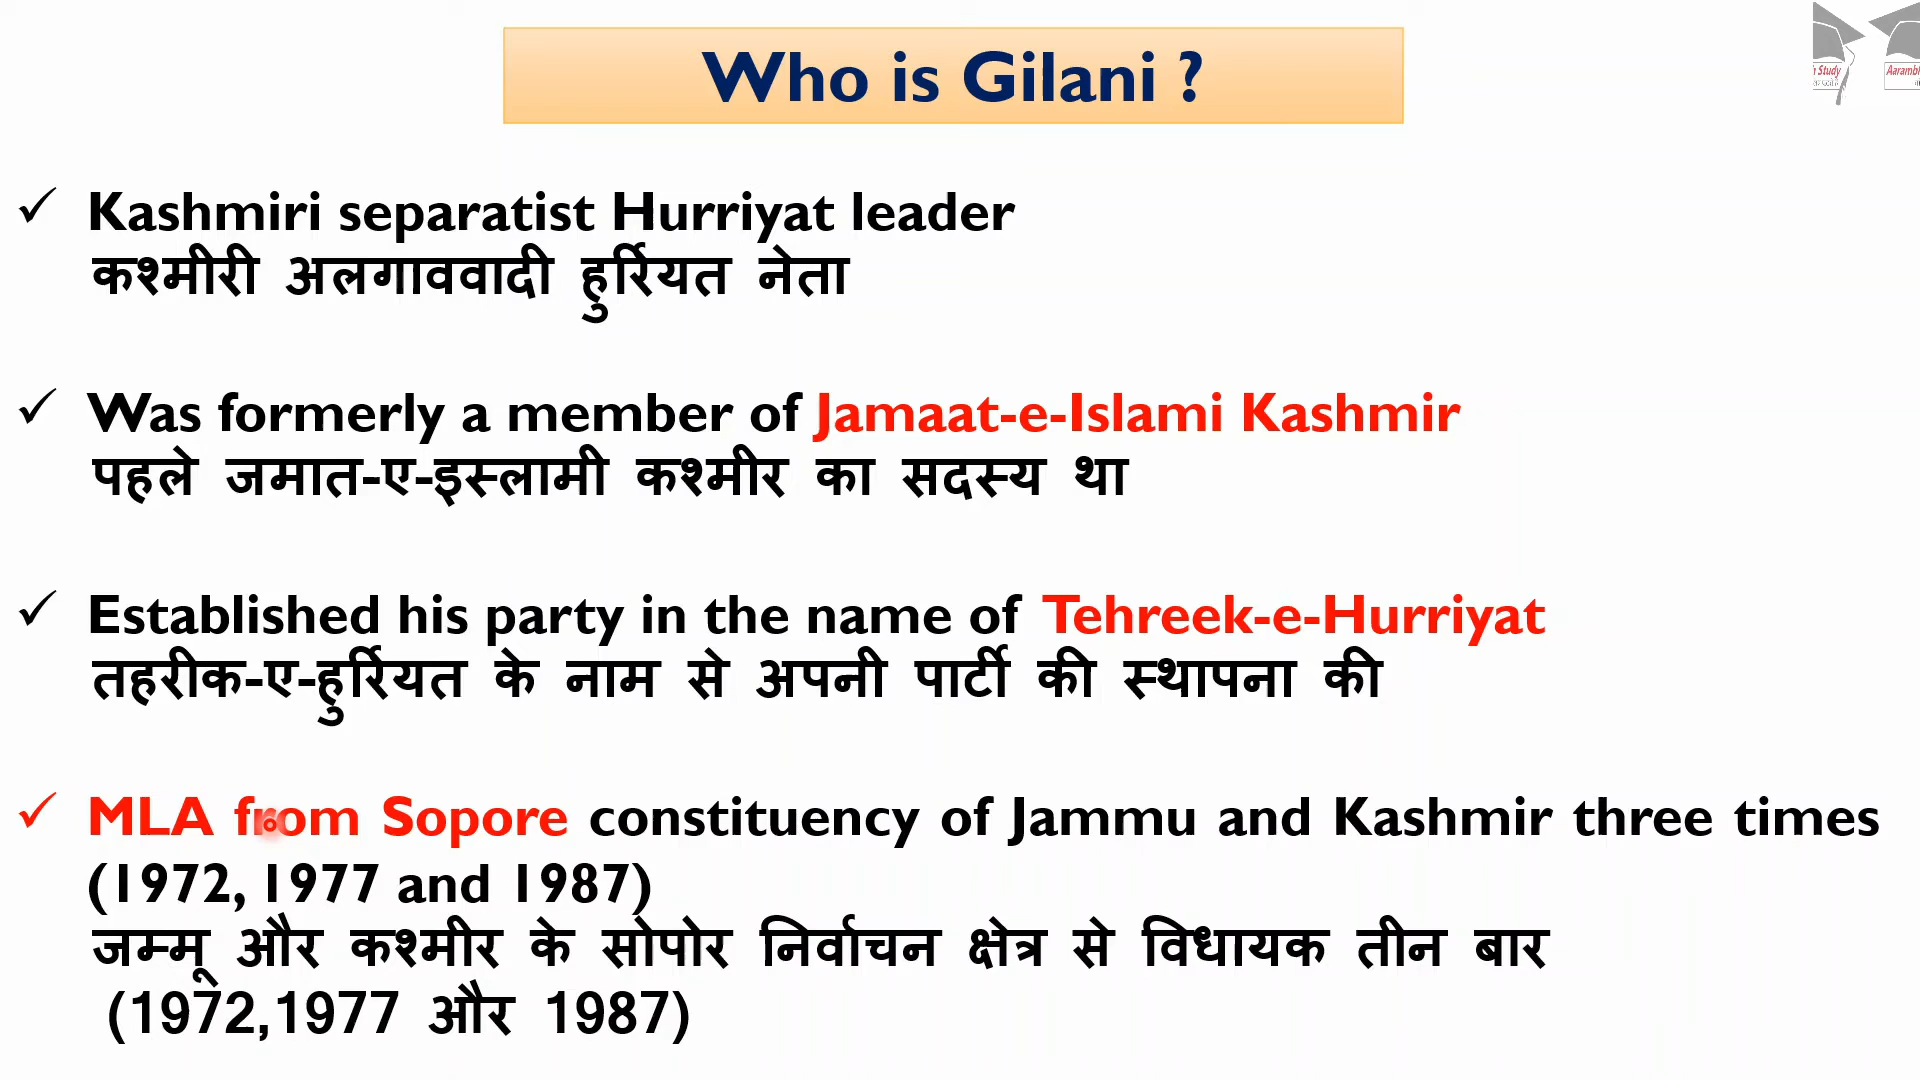 Who is Gilani ?
Study
Aarambh
✓ Kashmiri separatist Hurriyat leader
कश्मीरी अलगाववादी हुर्रियत नेता
✓ Was formerly a member of Jamaat-e-Islami Kashmir
पहले जमात-ए-इस्लामी कश्मीर का सदस्य था
✓ Established his party in the name of Tehreek-e-Hurriyat
तहरीक-ए-हुर्रियत के नाम से अपनी पार्टी की स्थापना की
✓ MLA from Sopore constituency of Jammu and Kashmir three times
(1972, 1977 and 1987)
जम्मू और कश्मीर के सोपोर निर्वाचन क्षेत्र से विधायक तीन बार
(1972,1977 और 1987)